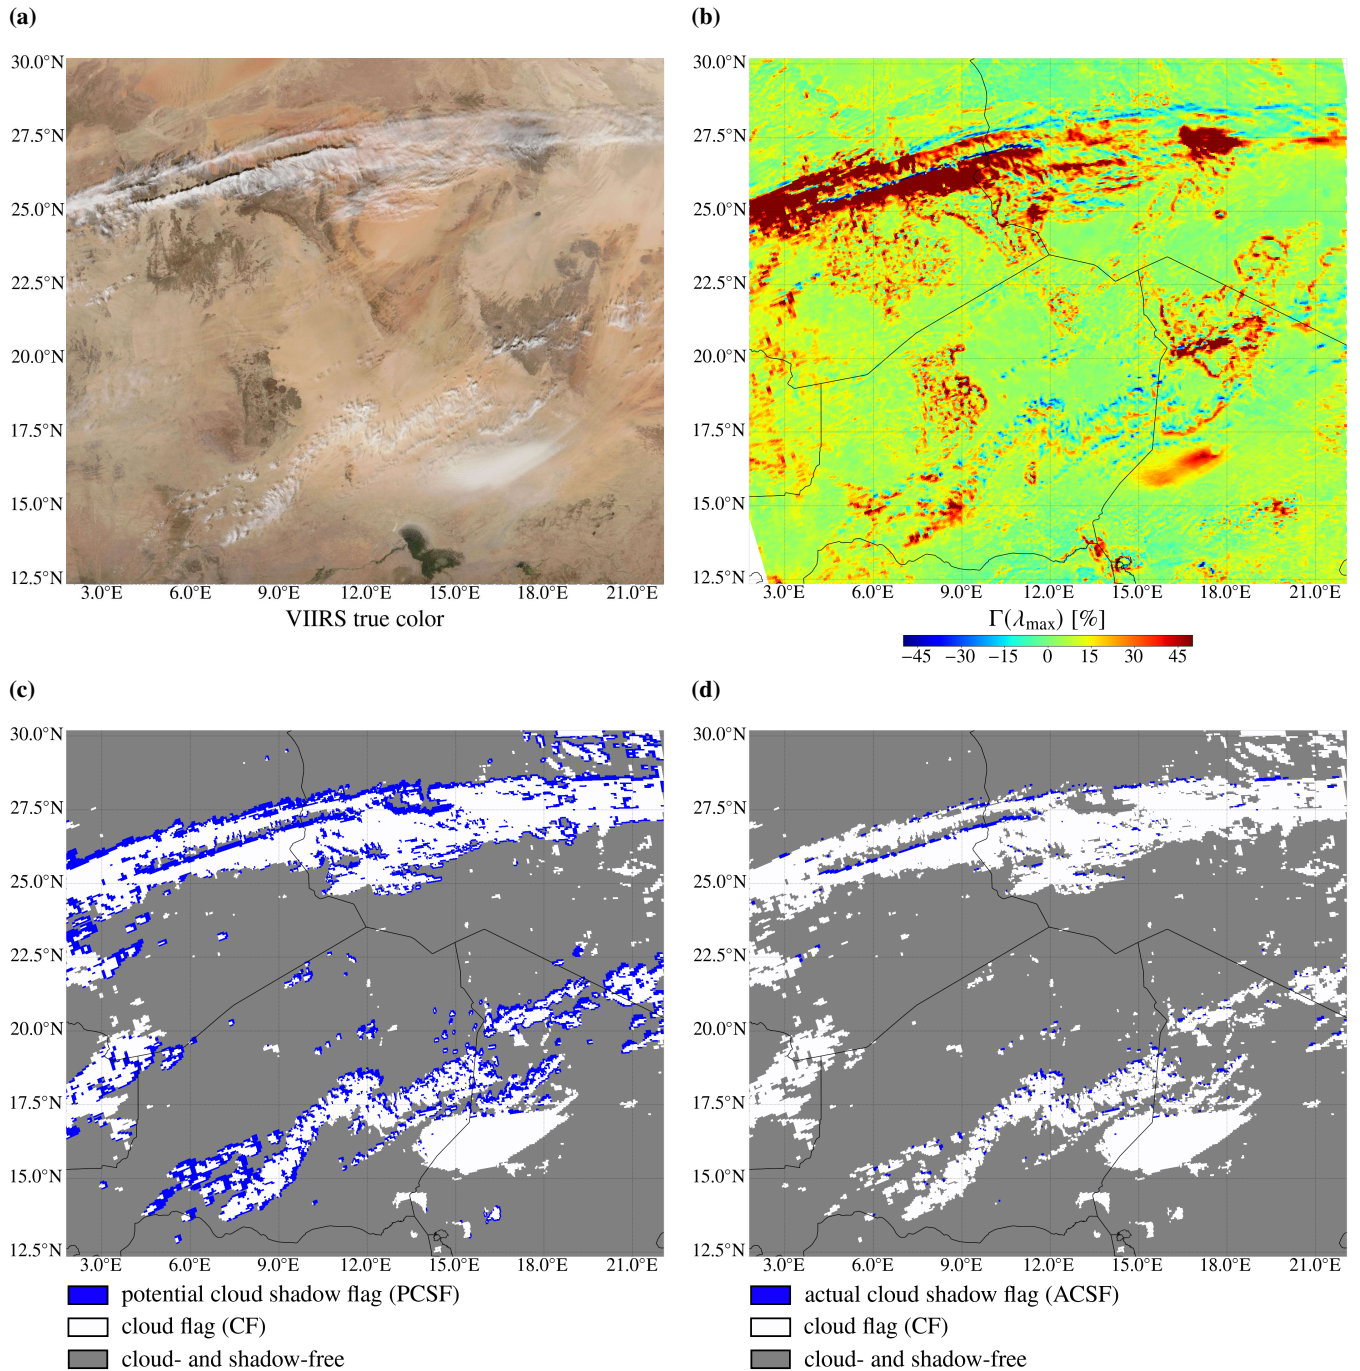 (a)
(b)
30.0°N
27.5°N
25.0°N
22.5°N
20.0°N
17.5°N
15.0°N
12.5°N
3.0°E 6.0°E 9.0°E 12.0°E 15.0°E 18.0°E 21.0°E
VIIRS true color
30.0°N
27.5°N
25.0°N
22.5°N
20.0°N
17.5°N
15.0°N
12.5°N
3.0°E 6.0°E 9.0°E 12.0°E 15.0°E 18.0°E 21.0°E
Γ(λmax) [%]
−45 −30 −15 0 15 30 45
(c)
(d)
30.0°N
27.5°N
25.0°N
22.5°N
20.0°N
17.5°N
15.0°N
12.5°N
3.0°E 6.0°E 9.0°E 12.0°E 15.0°E 18.0°E 21.0°E
potential cloud shadow flag (PCSF)
cloud flag (CF)
cloud- and shadow-free
30.0°N
27.5°N
25.0°N
22.5°N
20.0°N
17.5°N
15.0°N
12.5°N
3.0°E 6.0°E 9.0°E 12.0°E 15.0°E 18.0°E 21.0°E
actual cloud shadow flag (ACSF)
cloud flag (CF)
cloud- and shadow-free